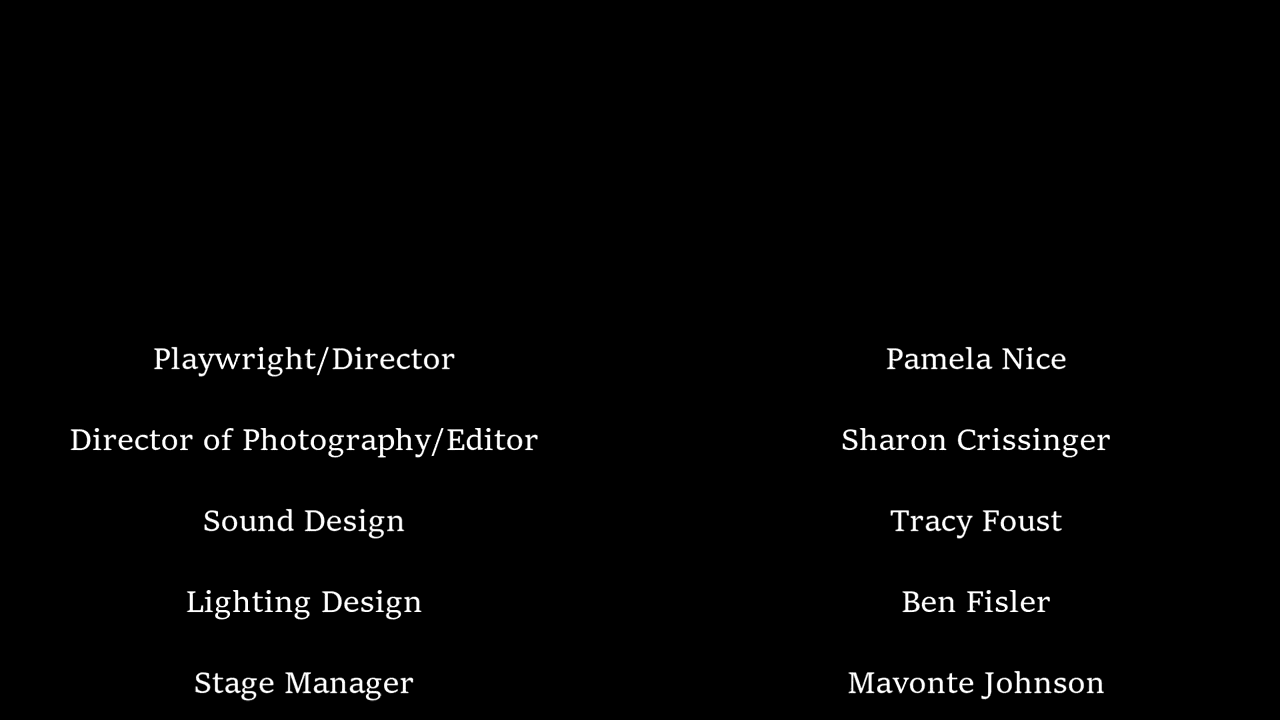 Playwright/Director Pamela Nice
Director of Photography/Editor Sharon Crissinger
Sound Design Tracy Foust
Lighting Design Ben Fisler
Stage Manager Mavonte Johnson